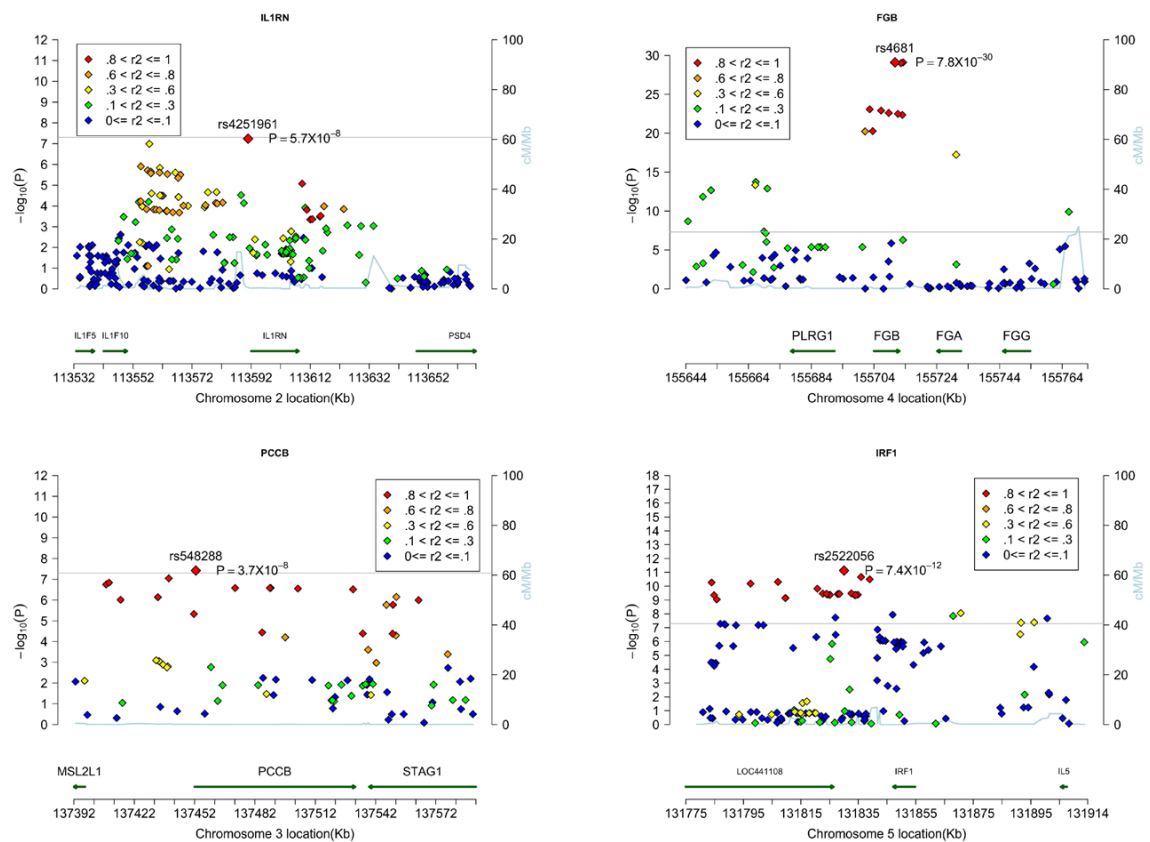 IL1RN
12
11
10
9
8
7
6
5
4
3
2
1
0
−log10(P)
.8 < r2 <= 1
.6 < r2 <= .8
.3 < r2 <= .6
.1 < r2 <= .3
0<= r2 <=.1
rs4251961
P = 5.7X10−8
100
80
60
40
20
0
cM/Mb
IL1F5 IL1F10 IL1RN PSD4
113532 113552 113572 113592 113612 113632 113652
Chromosome 2 location(Kb)
FGB
30
25
20
15
10
5
0
−log10(P)
.8 < r2 <= 1
.6 < r2 <= .8
.3 < r2 <= .6
.1 < r2 <= .3
0<= r2 <=.1
rs4681
P = 7.8X10−30
100
80
60
40
20
0
cM/Mb
PLRG1 FGB FGA FGG
155644 155664 155684 155704 155724 155744 155764
Chromosome 4 location(Kb)
PCCB
12
11
10
9
8
7
6
5
4
3
2
1
0
−log10(P)
.8 < r2 <= 1
.6 < r2 <= .8
.3 < r2 <= .6
.1 < r2 <= .3
0<= r2 <=.1
rs548288
P = 3.7X10−8
100
80
60
40
20
0
cM/Mb
MSL2L1 PCCB STAG1
137392 137422 137452 137482 137512 137542 137572
Chromosome 3 location(Kb)
IRF1
18
17
16
15
14
13
12
11
10
9
8
7
6
5
4
3
2
1
0
−log10(P)
.8 < r2 <= 1
.6 < r2 <= .8
.3 < r2 <= .6
.1 < r2 <= .3
0<= r2 <=.1
rs2522056
P = 7.4X10−12
100
80
60
40
20
0
cM/Mb
LOC441108 IRF1 IL5
131775 131795 131815 131835 131855 131875 131895 131914
Chromosome 5 location(Kb)